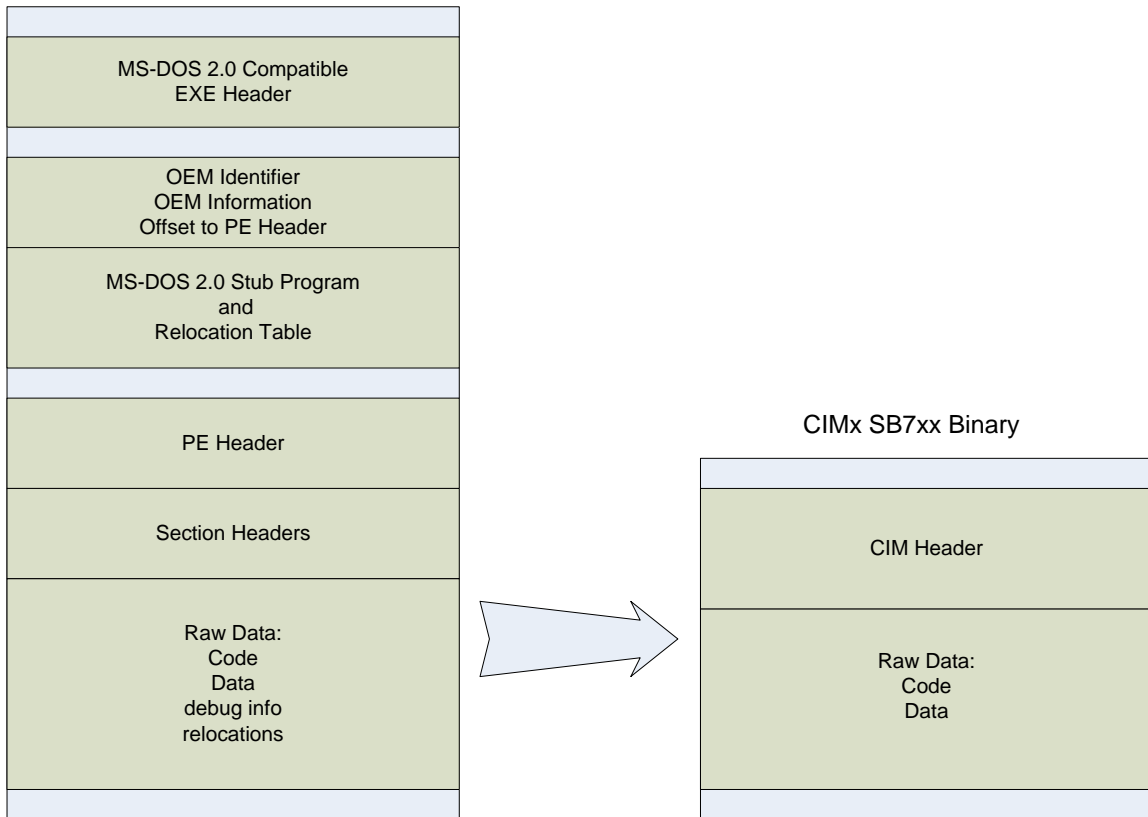 MS-DOS 2.0 Compatible
EXE Header
OEM Identifier
OEM Information
Offset to PE Header
MS-DOS 2.0 Stub Program
and
Relocation Table
PE Header
Section Headers
Raw Data:
Code
Data
debug info
relocations
CIMx SB7xx Binary
CIM Header
Raw Data:
Code
Data